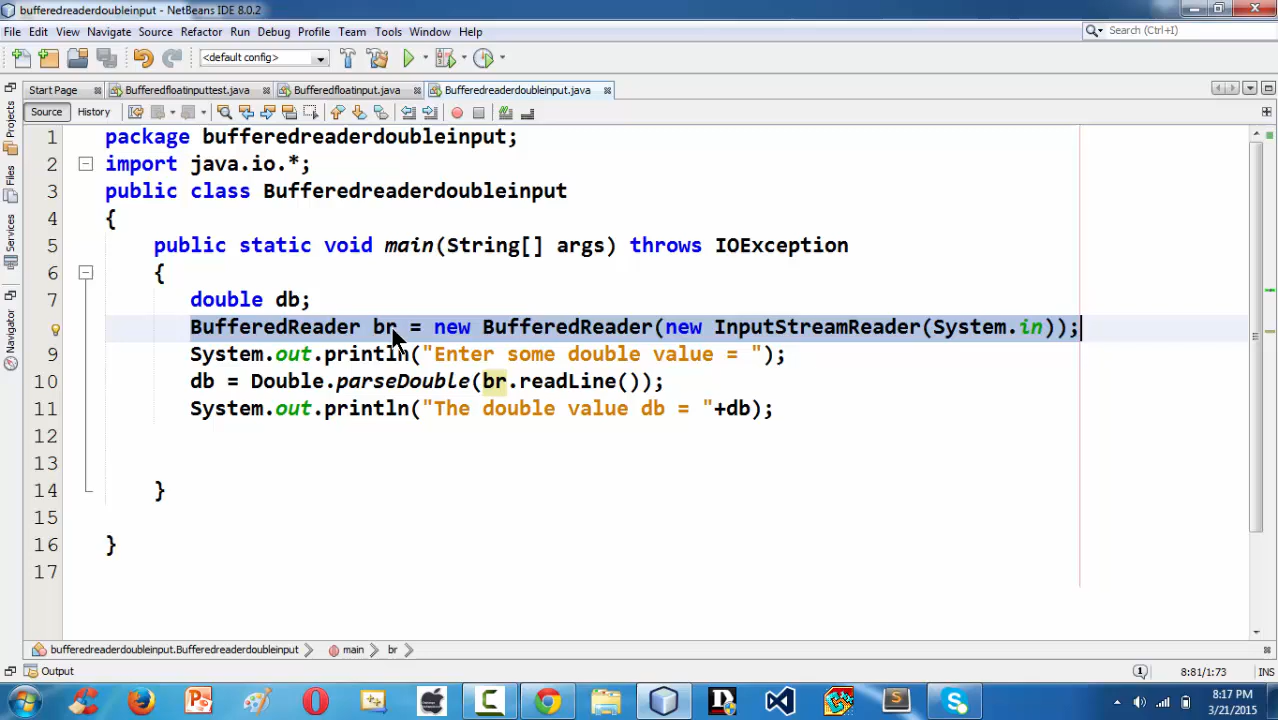 bufferedreaderdoubleinput - NetBeans IDE 8.0.2
File Edit View Navigate Source Refactor Run Debug Profile Team Tools Window Help
Search (Ctrl+I)
<default config>
Start Page Bufferedfloatinputtest.java Bufferedfloatinput.java Bufferedreaderdoubleinput.java
Source History
Projects
Files
Services
Navigator
1 package bufferedreaderdoubleinput;
2 import java.io.*;
3 public class Bufferedreaderdoubleinput
4 {
5 public static void main(String[] args) throws IOException
6 {
7 double db;
BufferedReader br = new BufferedReader(new InputStreamReader(System.in));
9 System.out.println("Enter some double value = ");
10 db = Double.parseDouble(br.readLine());
11 System.out.println("The double value db = "+db);
12
13
14 }
15
16 }
17
bufferedreaderdoubleinput.Bufferedreaderdoubleinput main br
Output
1
8:81/1:73 INS
8:17 PM
3/21/2015